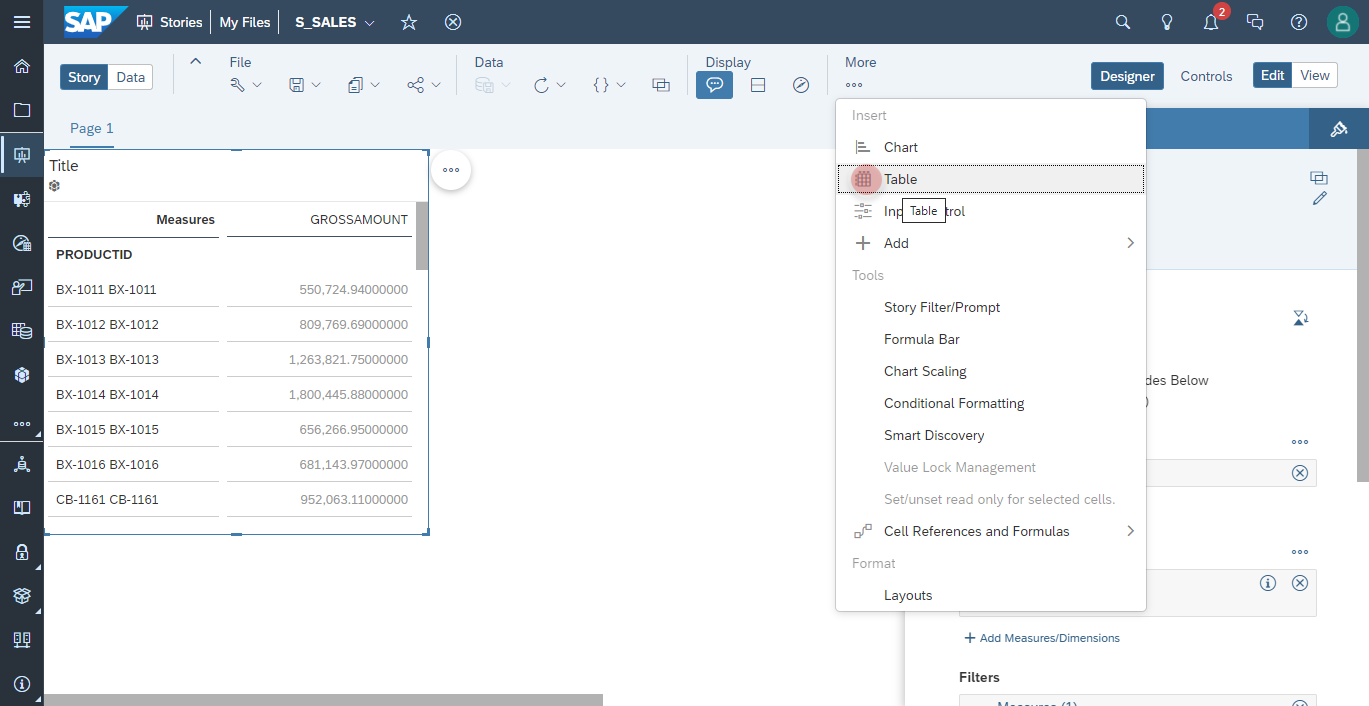 SAP Stories My Files S_SALES 2
Story Data File Data Display More Designer Controls Edit View
Page 1
Title
Measures GROSSAMOUNT
PRODUCTID
BX-1011 BX-1011 550,724.94000000
BX-1012 BX-1012 809,769.69000000
BX-1013 BX-1013 1,263,821.75000000
BX-1014 BX-1014 1,800,445.88000000
BX-1015 BX-1015 656,266.95000000
BX-1016 BX-1016 681,143.97000000
CB-1161 CB-1161 952,063.11000000
Insert
Chart
Table
Table
Add
Tools
Story Filter/Prompt
Formula Bar
Chart Scaling
Conditional Formatting
Smart Discovery
Value Lock Management
Set/unset read only for selected cells.
Cell References and Formulas
Format
Layouts
Below
)
+ Add Measures/Dimensions
Filters
Measures (1)